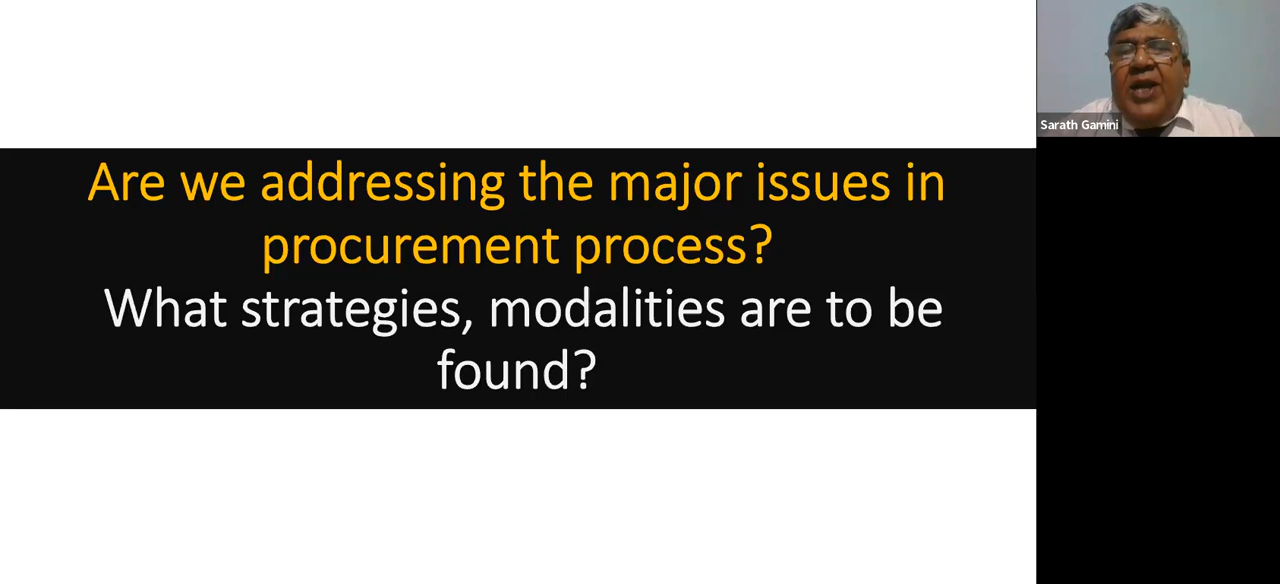 Are we addressing the major issues in
procurement process?
What strategies, modalities are to be
found?
Sarath Gamini